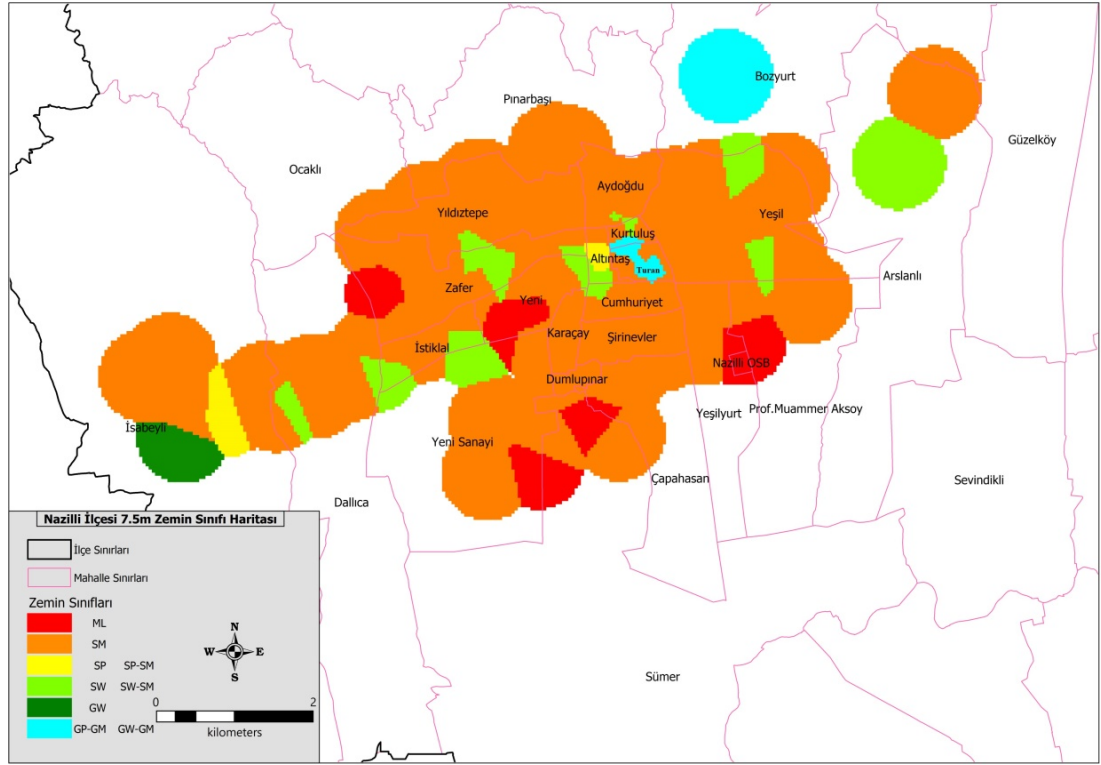 Bozyurt
Pınarbaşı
Güzelköy
Ocaklı
Aydoğdu
Yıldıztepe
Yeşil
Kurtuluş
Altıntaş
Turan
Arslanlı
Zafer
Yeni
Cumhuriyet
Karaçay
Şirinevler
İstiklal
Nazilli OSB
Dumlupınar
Yeşilyurt
Prof.Muammer Aksoy
İsabeyli
Yeni Sanayi
Çapahasan
Sevindikli
Dallıca
Sümer
Nazilli İlçesi 7.5m Zemin Sınıfı Haritası
İlçe Sınırları
Mahalle Sınırları
Zemin Sınıfları
ML
SM
SP SP-SM
SW SW-SM
GW
GP-GM GW-GM
N
W E
S
0 2
kilometers